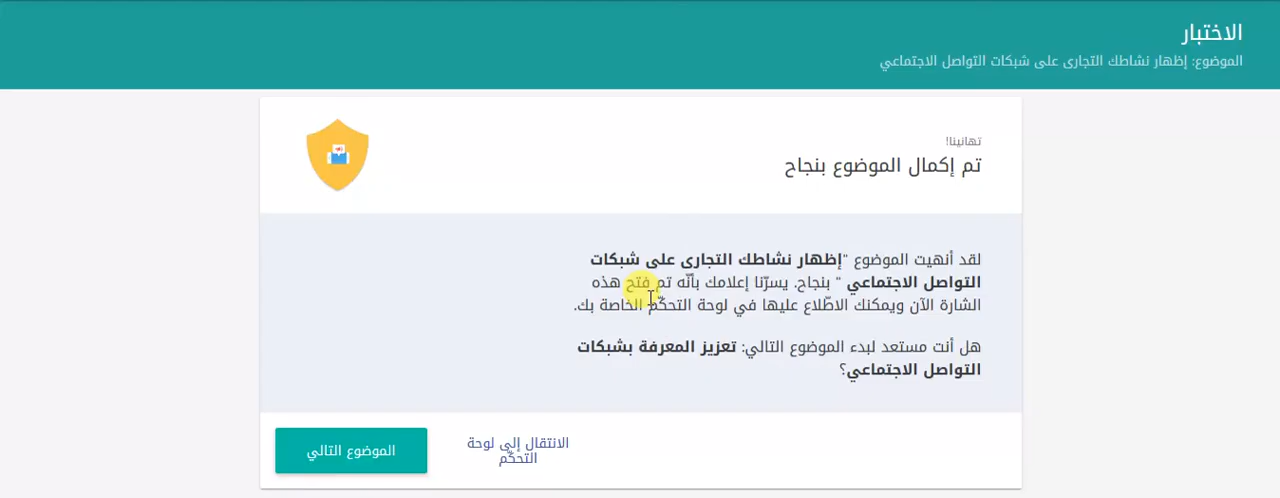 الاختبار
الموضوع: إظهار نشاطك التجارى على شبكات التواصل الاجتماعي
تهانينا!
تم إكمال الموضوع بنجاح
لقد أنهيت الموضوع "إظهار نشاطك التجارى على شبكات
التواصل الاجتماعي " بنجاح. يسرّنا إعلامك بأنّه تم فتح هذه
الشارة الآن ويمكنك الاطّلاع عليها في لوحة التحكّم الخاصة بك.
هل أنت مستعد لبدء الموضوع التالي: تعزيز المعرفة بشبكات
التواصل الاجتماعي؟
الانتقال إلى لوحة
التحكّم
الموضوع التالي